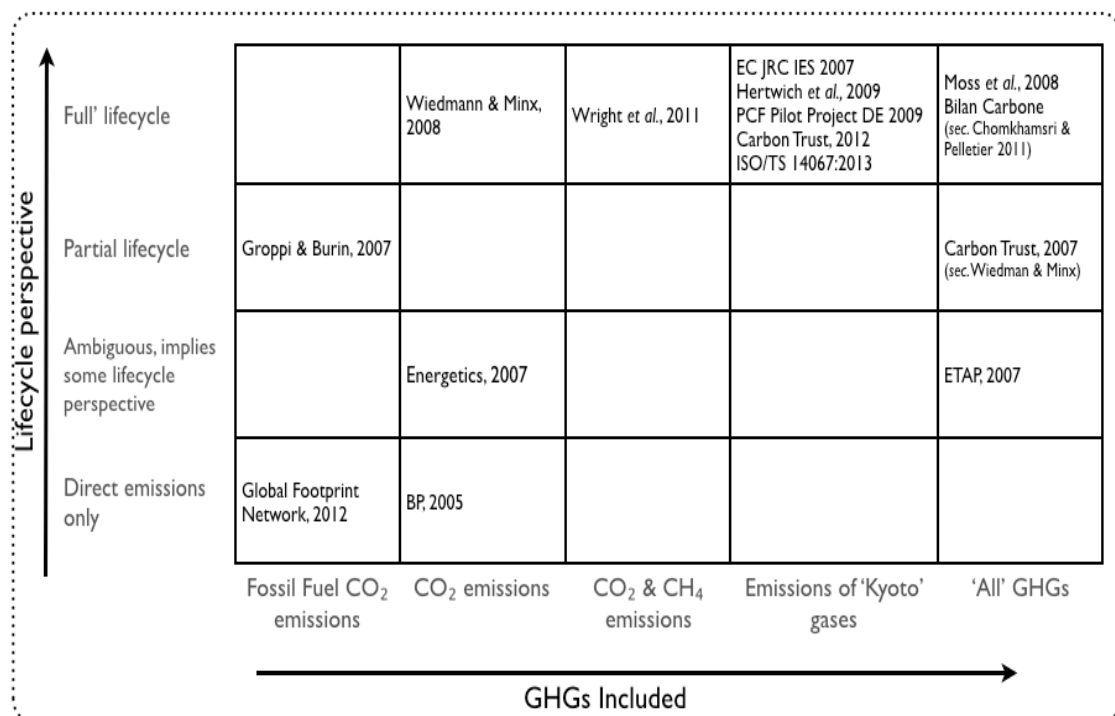 Lifecycle perspective
Full' lifecycle
Wiedmann & Minx,
2008
Wright et al., 2011
EC JRC IES 2007
Hertwich et al., 2009
PCF Pilot Project DE 2009
Carbon Trust, 2012
ISO/TS 14067:2013
Moss et al., 2008
Bilan Carbone
(sec. Chomkhamsri &
Pelletier 2011)
Partial lifecycle
Groppi & Burin, 2007
Carbon Trust, 2007
(sec. Wiedman & Minx)
Ambiguous, implies
some lifecycle
perspective
Energetics, 2007
ETAP, 2007
Direct emissions
only
Global Footprint
Network, 2012
BP, 2005
Fossil Fuel CO₂
emissions
CO₂ emissions
CO₂ & CH₄
emissions
Emissions of ‘Kyoto’
gases
‘All’ GHGs
GHGs Included